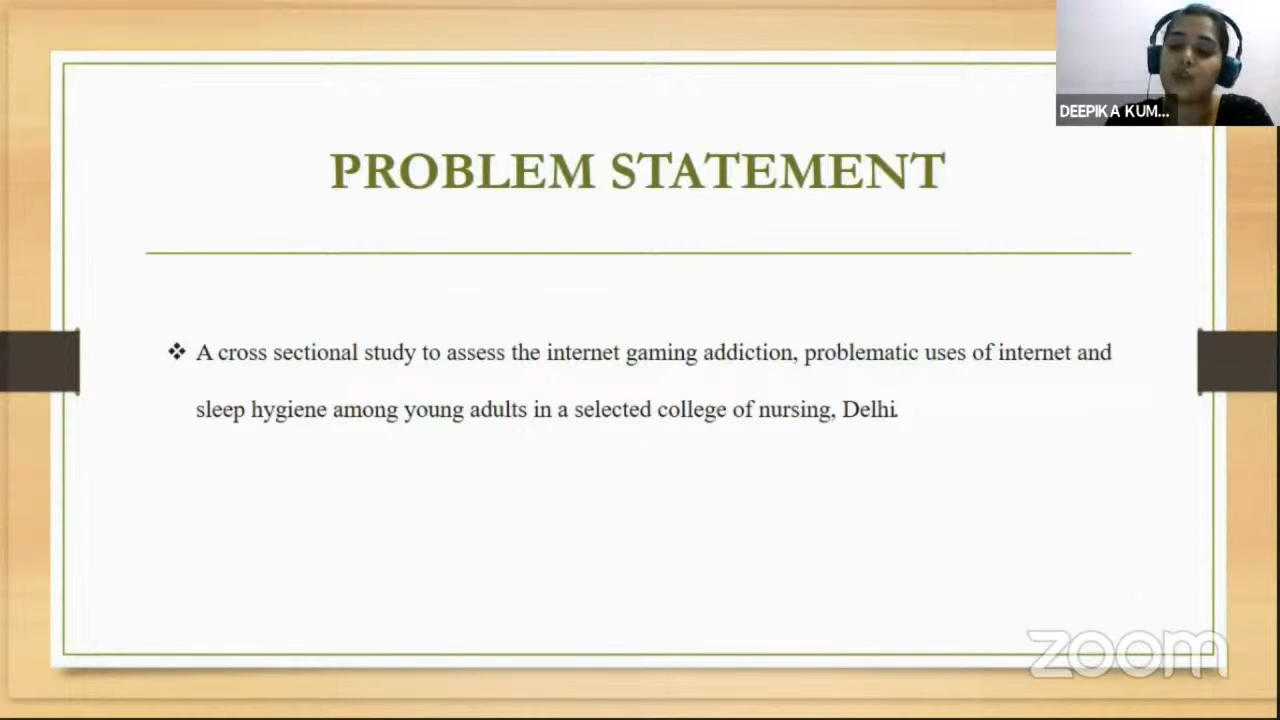 DEEPIKA KUM...
PROBLEM STATEMENT
❖ A cross sectional study to assess the internet gaming addiction, problematic uses of internet and
sleep hygiene among young adults in a selected college of nursing, Delhi.
zoom